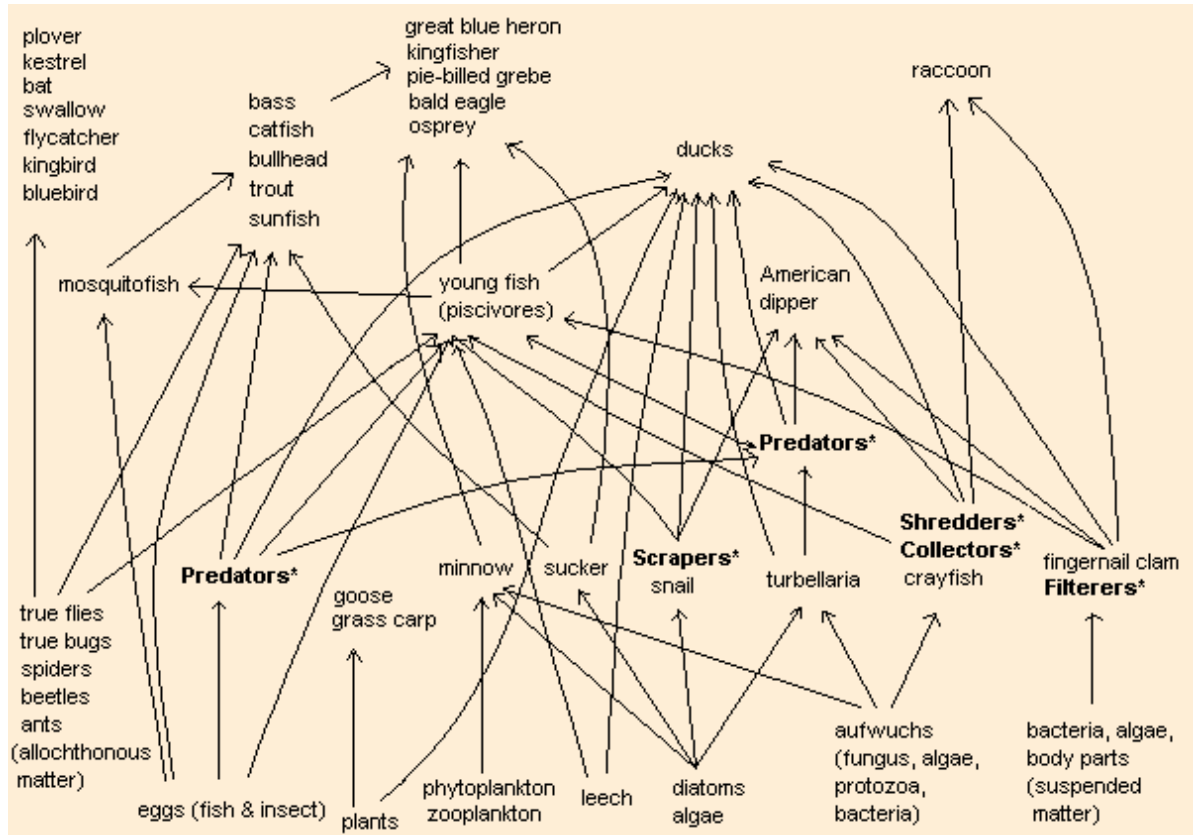 plover
kestrel
bat
swallow
flycatcher
kingbird
bluebird
bass
catfish
bullhead
trout
sunfish
great blue heron
kingfisher
pie-billed grebe
bald eagle
osprey
raccoon
ducks
mosquitofish
young fish
(piscivores)
American
dipper
Predators*
Predators*
minnow
sucker
Scrapers*
snail
turbellaria
Shredders*
Collectors*
crayfish
fingernail clam
Filterers*
true flies
true bugs
spiders
beetles
ants
(allochthonous
matter)
goose
grass carp
eggs (fish & insect)
plants
phytoplankton
zooplankton
leech
diatoms
algae
aufwuchs
(fungus, algae,
protozoa,
bacteria)
bacteria, algae,
body parts
(suspended
matter)